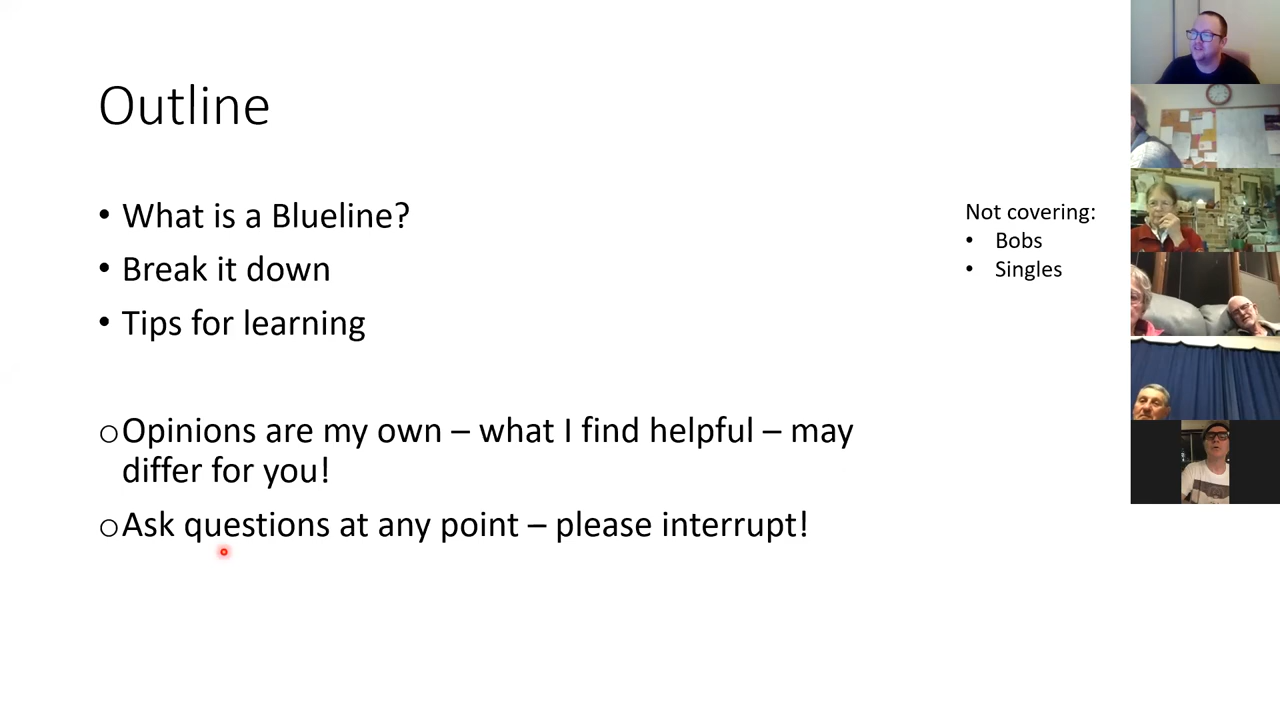 Outline
• What is a Blueline?
• Break it down
• Tips for learning
○ Opinions are my own – what I find helpful – may
differ for you!
○ Ask questions at any point – please interrupt!
Not covering:
• Bobs
• Singles